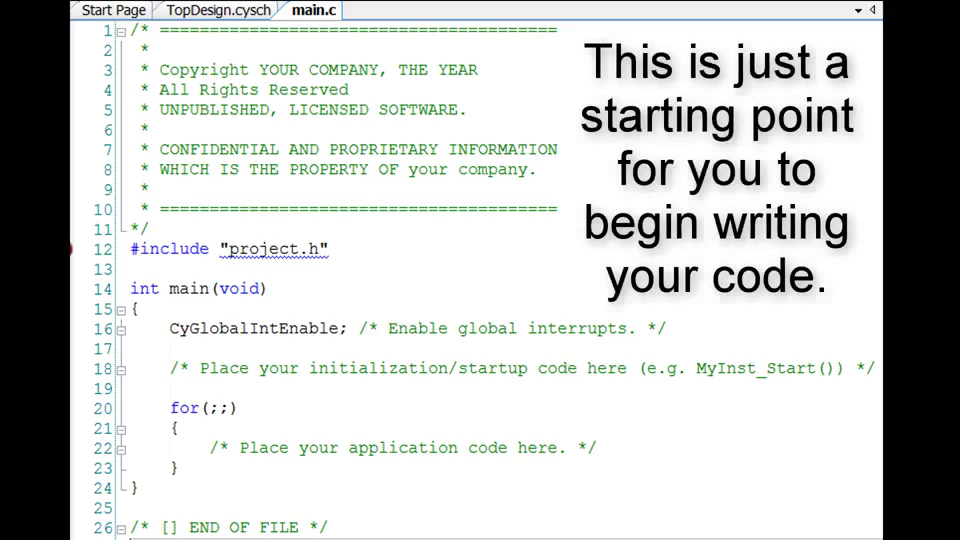 Start Page TopDesign.cysch main.c
1 /* ========================================
2 *
3 * Copyright YOUR COMPANY, THE YEAR
4 * All Rights Reserved
5 * UNPUBLISHED, LICENSED SOFTWARE.
6 *
7 * CONFIDENTIAL AND PROPRIETARY INFORMATION
8 * WHICH IS THE PROPERTY OF your company.
9 *
10 * ========================================
11 */
12 #include "project.h"
13
14 int main(void)
15 {
16 CyGlobalIntEnable; /* Enable global interrupts. */
17
18 /* Place your initialization/startup code here (e.g. MyInst_Start()) */
19
20 for(;;)
21 {
22 /* Place your application code here. */
23 }
24 }
25
26 /* [] END OF FILE */
This is just a
starting point
for you to
begin writing
your code.